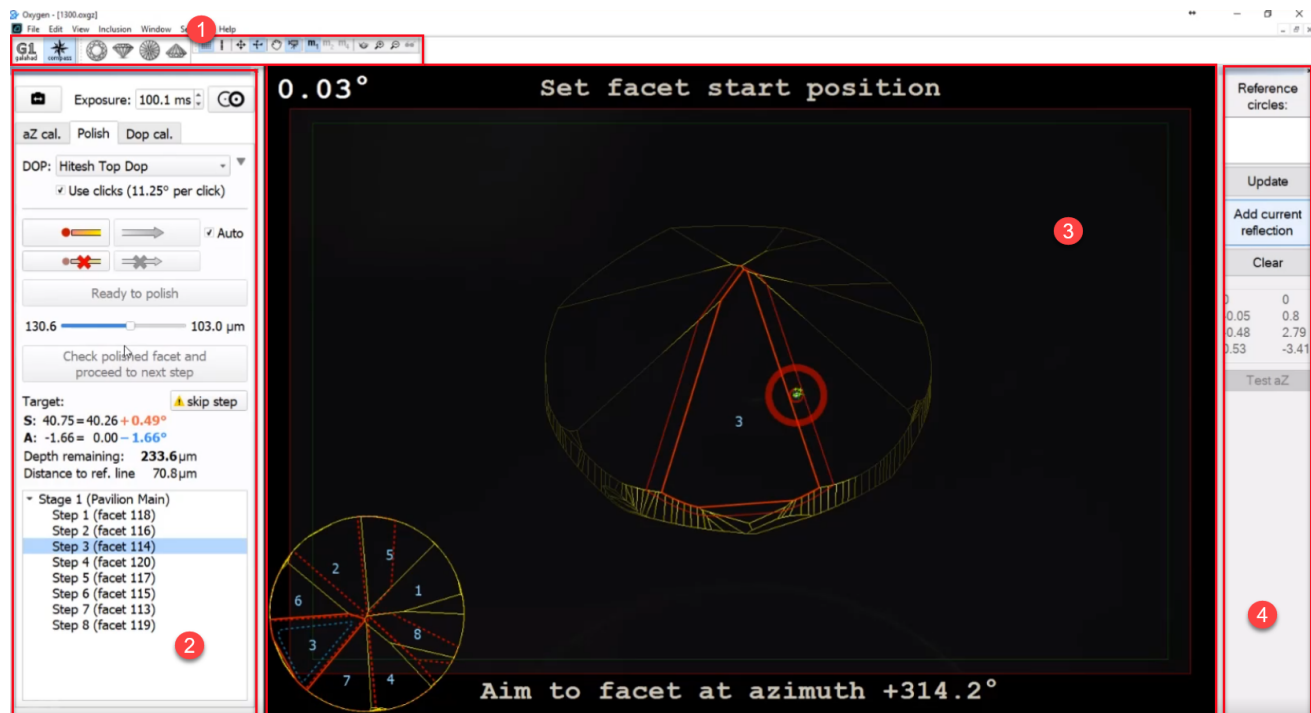 Oxygen - [1300.oxgz]
File Edit View Inclusion Window Help
1
G1
galahad
compass
m1 m2 m4
Exposure: 100.1 ms
aZ cal. Polish Dop cal.
DOP: Hitesh Top Dop
Use clicks (11.25° per click)
Auto
Ready to polish
130.6 103.0 µm
Check polished facet and
proceed to next step
Target: skip step
S: 40.75=40.26+0.49°
A: -1.66= 0.00−1.66°
Depth remaining: 233.6µm
Distance to ref. line 70.8µm
Stage 1 (Pavilion Main)
Step 1 (facet 118)
Step 2 (facet 116)
Step 3 (facet 114)
Step 4 (facet 120)
Step 5 (facet 117)
Step 6 (facet 115)
Step 7 (facet 113)
Step 8 (facet 119)
2
0.03° Set facet start position
3
3
5
2
1
6
8
3
7 4
Aim to facet at azimuth +314.2°
Reference
circles:
Update
Add current
reflection
Clear
0
0.8
2.79
-3.41
Test aZ
4